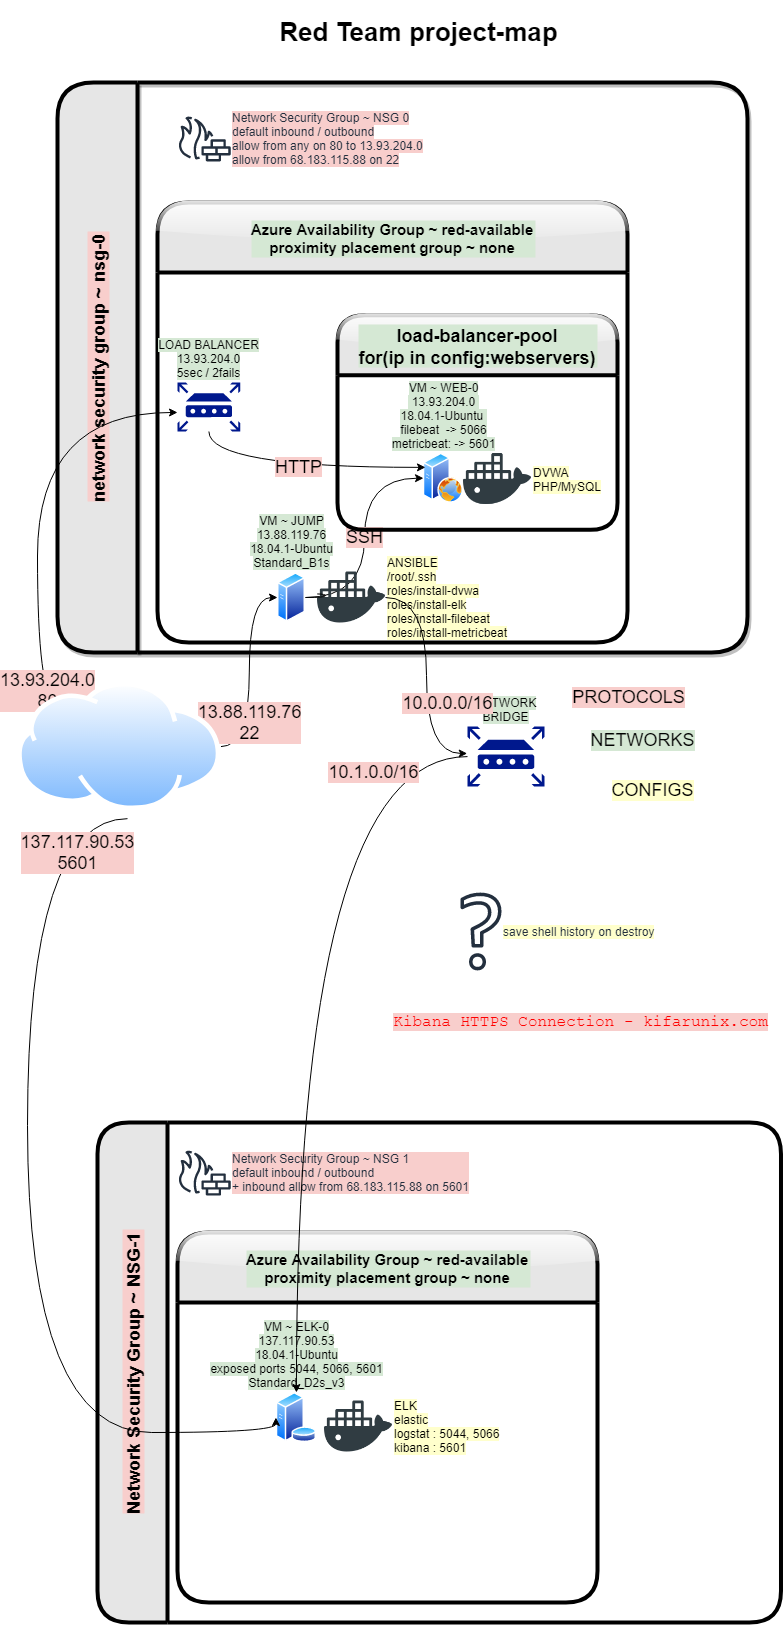 Red Team project-map
Network Security Group ~ NSG 0
default inbound / outbound
allow from any on 80 to 13.93.204.0
allow from 68.183.115.88 on 22
network security group ~ nsg-0
Azure Availability Group ~ red-available
proximity placement group ~ none
load-balancer-pool
for(ip in config:webservers)
LOAD BALANCER
13.93.204.0
5sec / 2fails
VM ~ WEB-0
13.93.204.0
18.04.1-Ubuntu
filebeat -> 5066
metricbeat: -> 5601
HTTP
DVWA
PHP/MySQL
SSH
VM ~ JUMP
13.88.119.76
18.04.1-Ubuntu
Standard_B1s
ANSIBLE
/root/.ssh
roles/install-dvwa
roles/install-elk
roles/install-filebeat
roles/install-metricbeat
13.93.204.0
80
13.88.119.76
22
10.0.0.0/16
TWORK
BRIDGE
10.1.0.0/16
PROTOCOLS
NETWORKS
CONFIGS
137.117.90.53
5601
save shell history on destroy
Kibana HTTPS Connection - kifarunix.com
Network Security Group ~ NSG 1
default inbound / outbound
+ inbound allow from 68.183.115.88 on 5601
Network Security Group ~ NSG-1
Azure Availability Group ~ red-available
proximity placement group ~ none
VM ~ ELK-0
137.117.90.53
18.04.1-Ubuntu
exposed ports 5044, 5066, 5601
Standard_D2s_v3
ELK
elastic
logstat : 5044, 5066
kibana : 5601